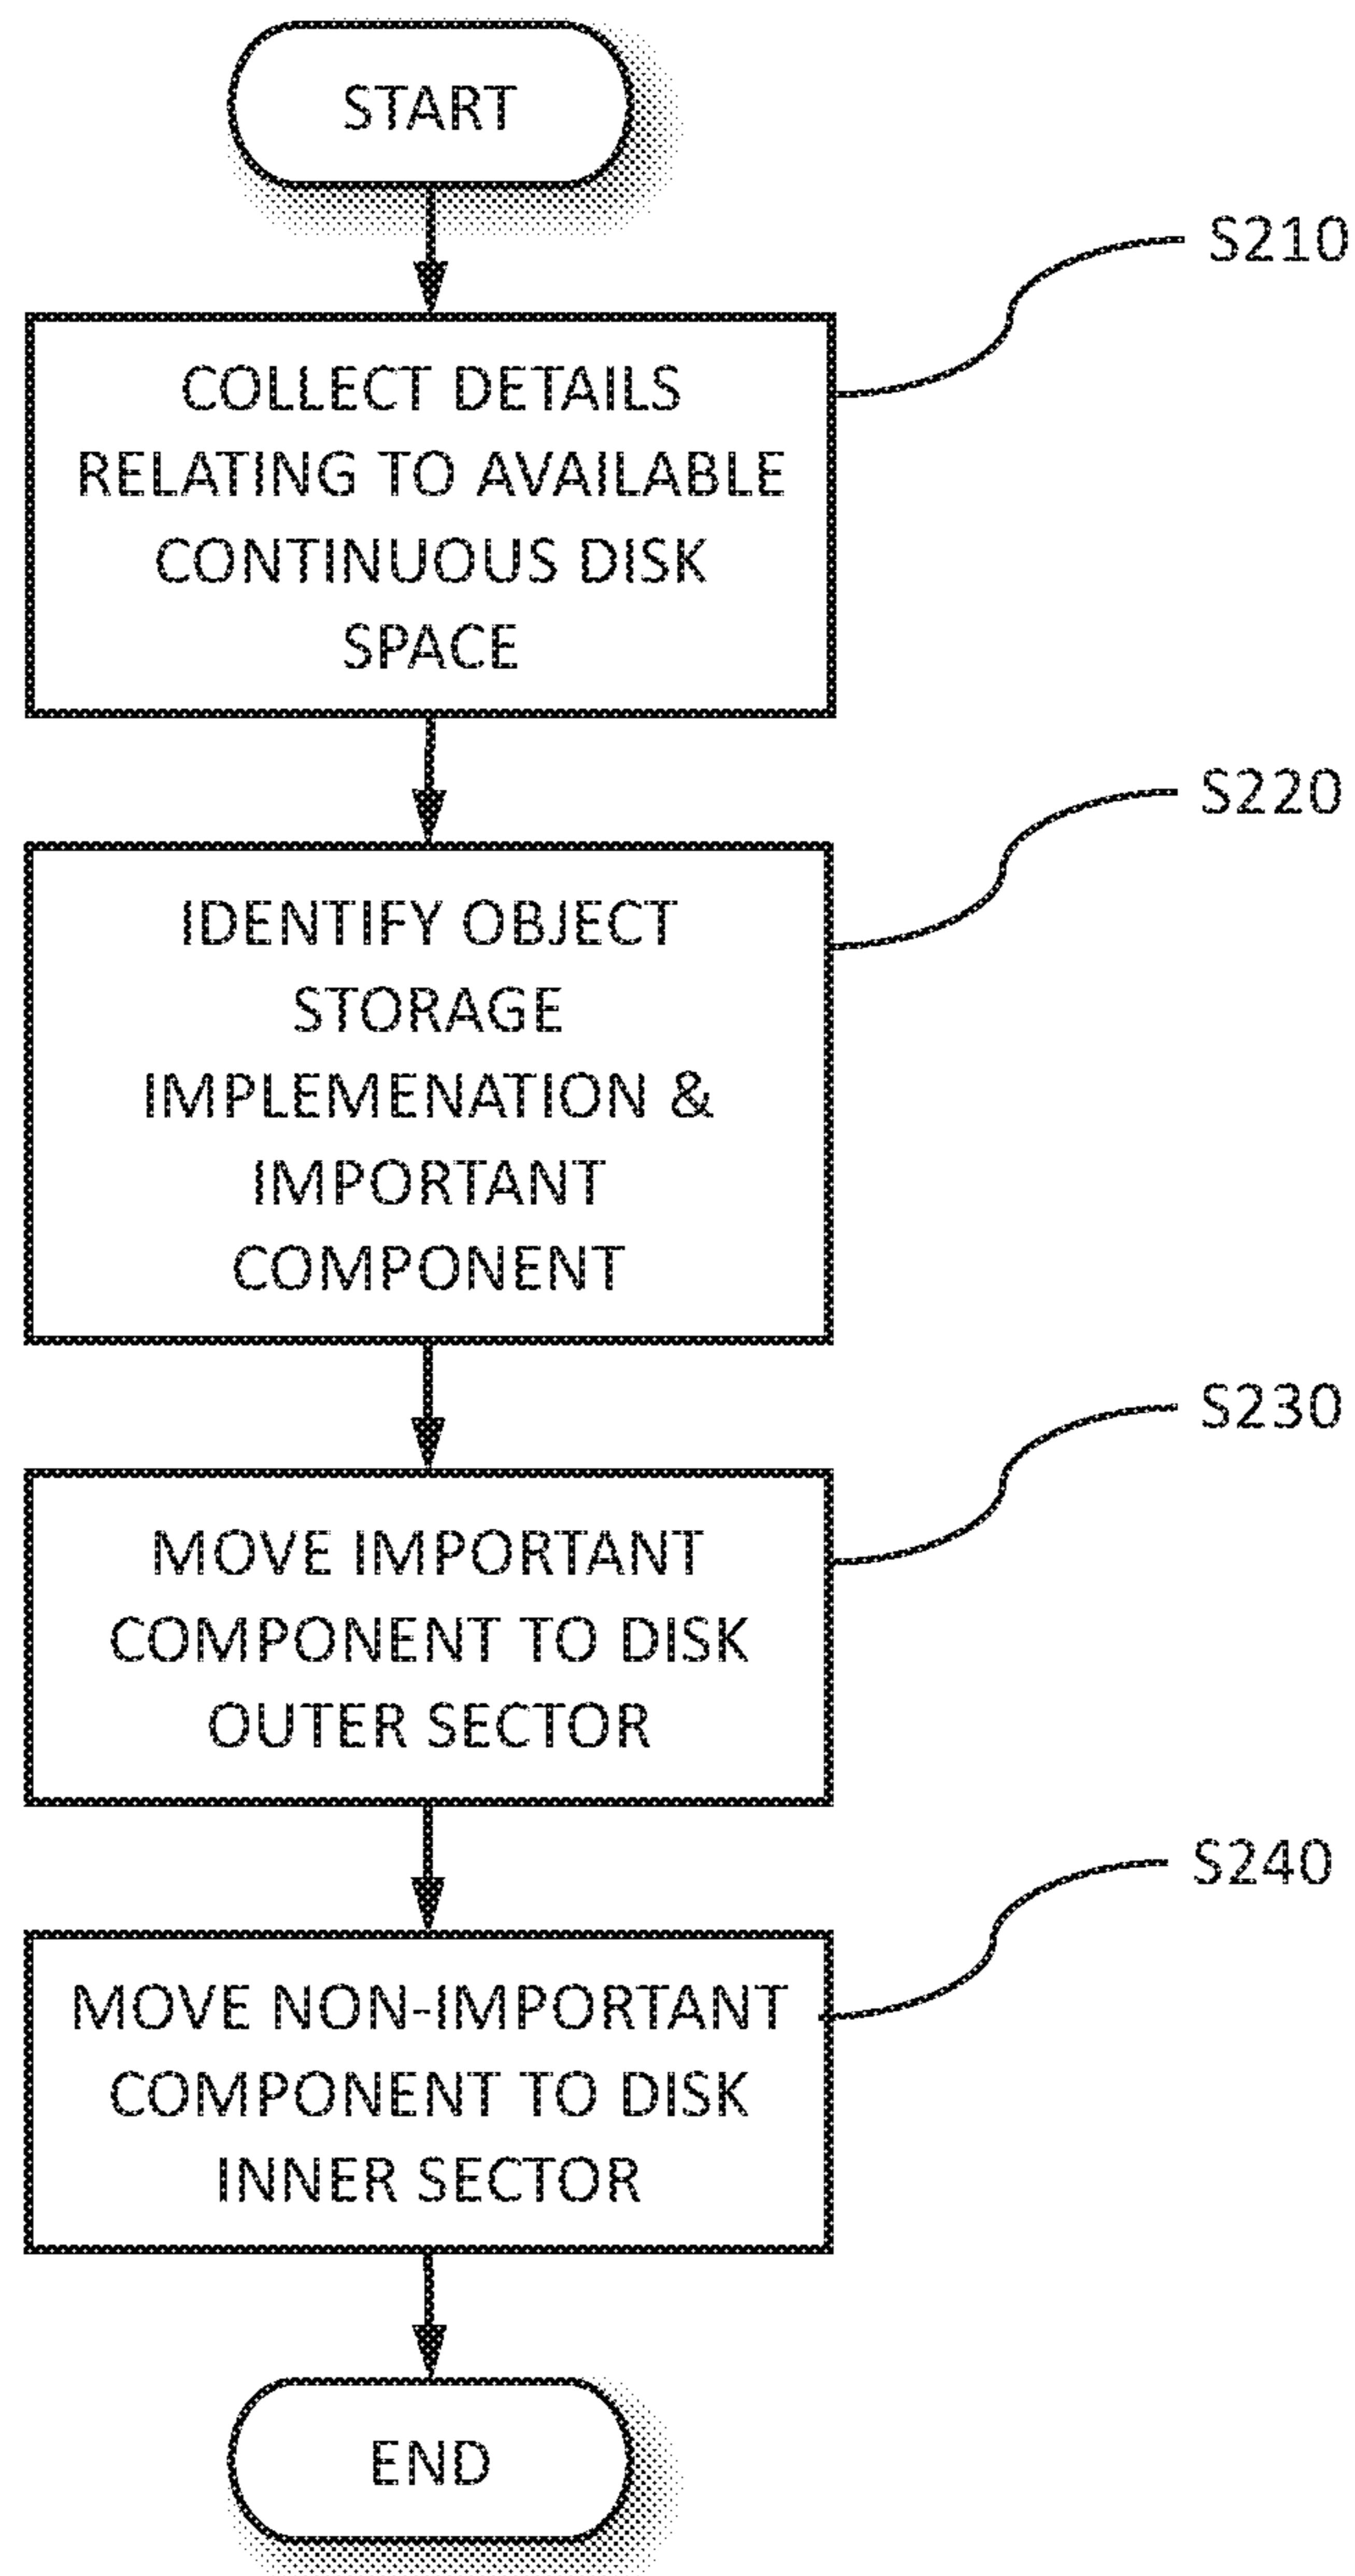 START
S210
COLLECT DETAILS
RELATING TO AVAILABLE
CONTINUOUS DISK
SPACE
S220
IDENTIFY OBJECT
STORAGE
IMPLEMENATION &
IMPORTANT
COMPONENT
S230
MOVE IMPORTANT
COMPONENT TO DISK
OUTER SECTOR
S240
MOVE NON-IMPORTANT
COMPONENT TO DISK
INNER SECTOR
END